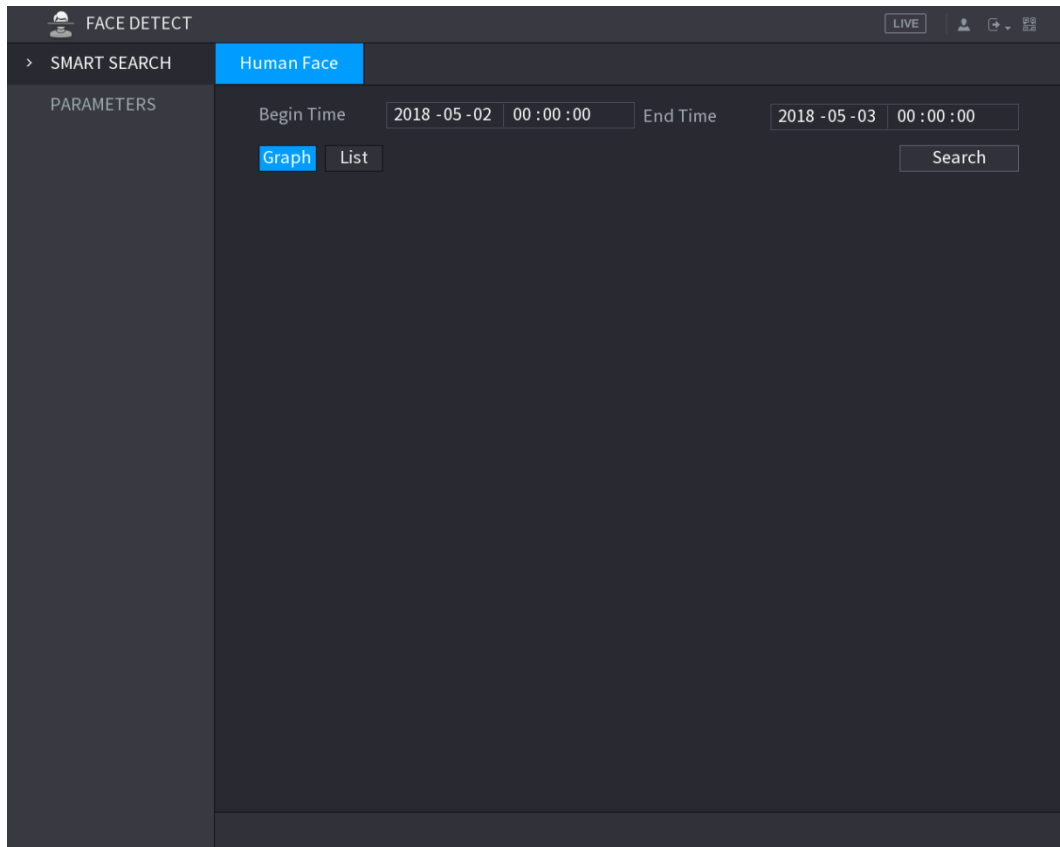 FACE DETECT LIVE
> SMART SEARCH Human Face
PARAMETERS
Begin Time 2018 -05 -02 00 :00 :00 End Time 2018 -05 -03 00 :00 :00
Graph List Search